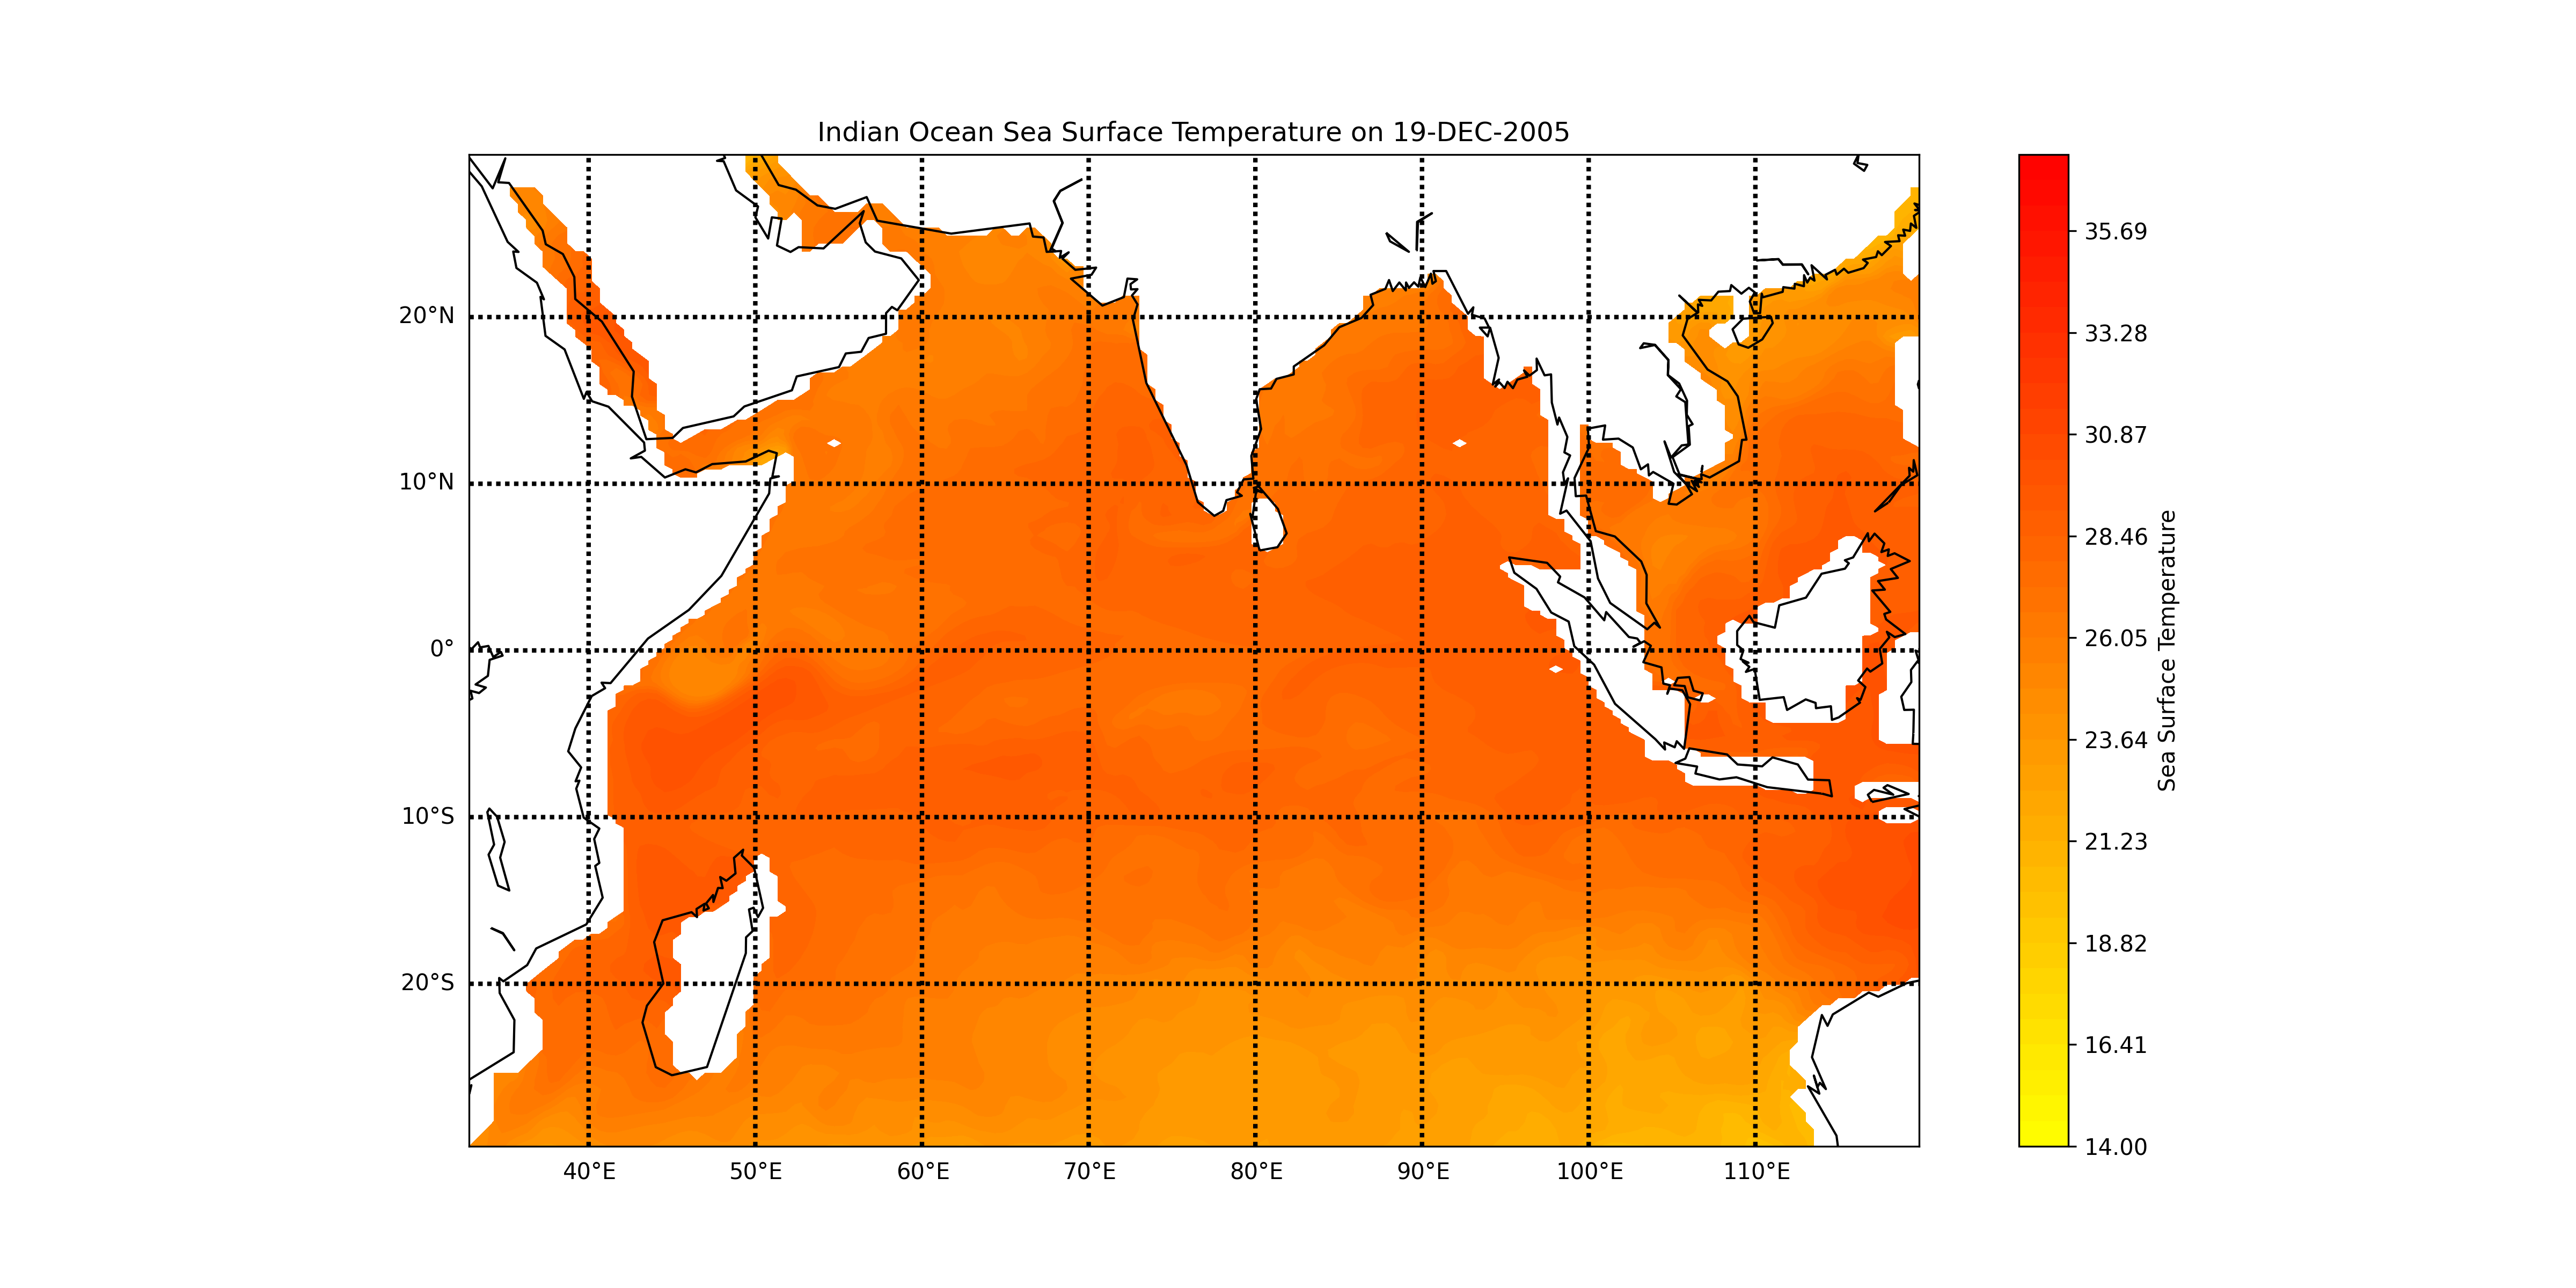 Indian Ocean Sea Surface Temperature on 19-DEC-2005
20°N
10°N
0°
10°S
20°S
40°E
50°E
60°E
70°E
80°E
90°E
100°E
110°E
35.69
33.28
30.87
28.46
26.05
23.64
21.23
18.82
16.41
14.00
Sea Surface Temperature